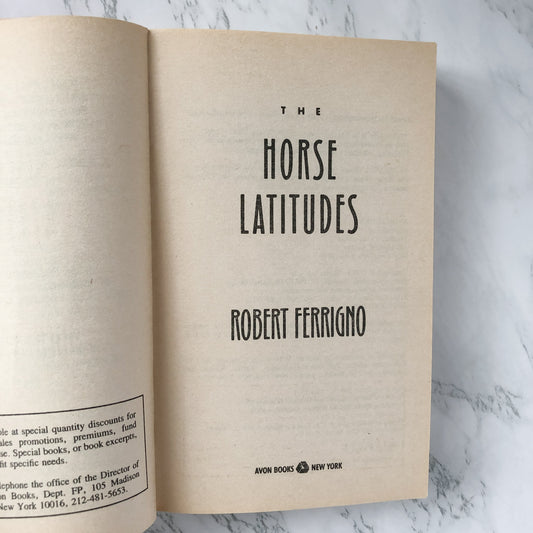 ble at special quantity discounts for
ales promotions, premiums, fund
se. Special books, or book excerpts,
fit specific needs.
lephone the office of the Director of
on Books, Dept. FP, 105 Madison
New York 10016, 212-481-5653.
THE
HORSE
LATITUDES
ROBERT FERRIGNO
AVON BOOKS NEW YORK